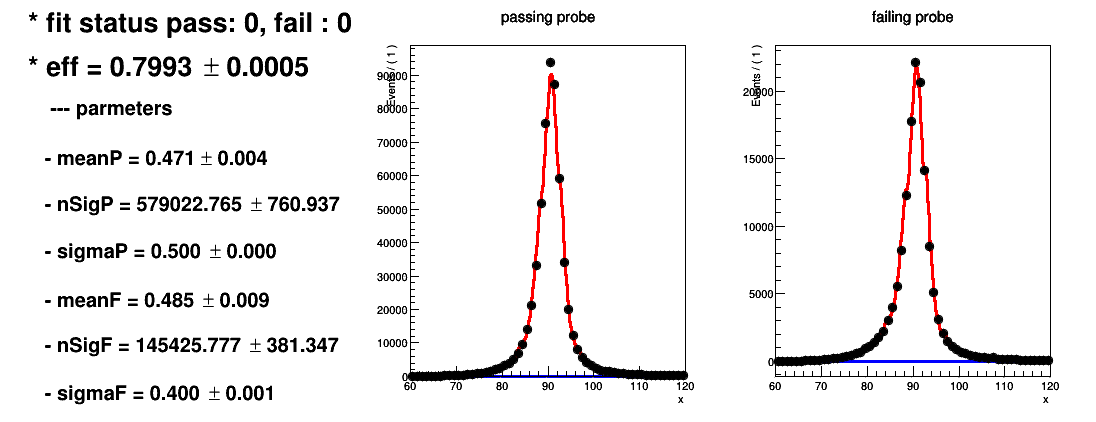 * fit status pass: 0, fail : 0
* eff = 0.7993 ± 0.0005
--- parmeters
- meanP = 0.471 ± 0.004
- nSigP = 579022.765 ± 760.937
- sigmaP = 0.500 ± 0.000
- meanF = 0.485 ± 0.009
- nSigF = 145425.777 ± 381.347
- sigmaF = 0.400 ± 0.001
passing probe
Events / ( 1 )
90000
80000
70000
60000
50000
40000
30000
20000
10000
0
60 70 80 90 100 110 120
x
failing probe
Events / ( 1 )
20000
15000
10000
5000
0
60 70 80 90 100 110 120
x